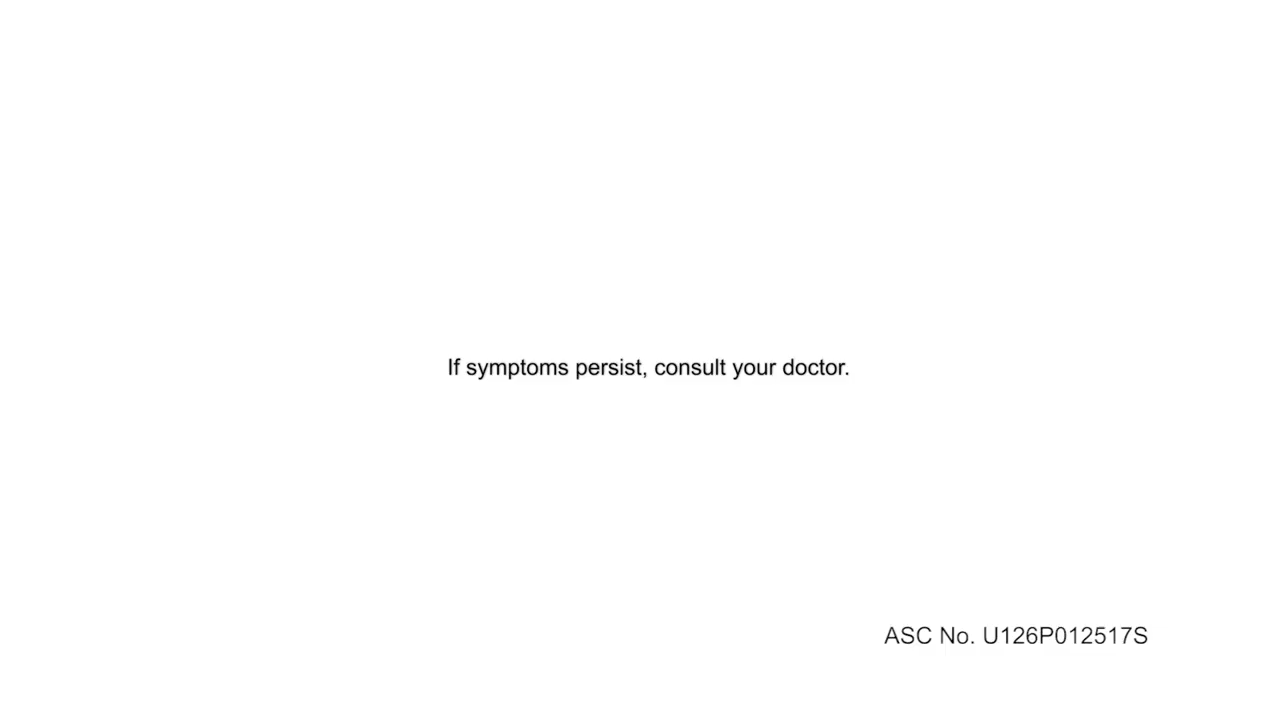 If symptoms persist, consult your doctor.
ASC No. U126P012517S